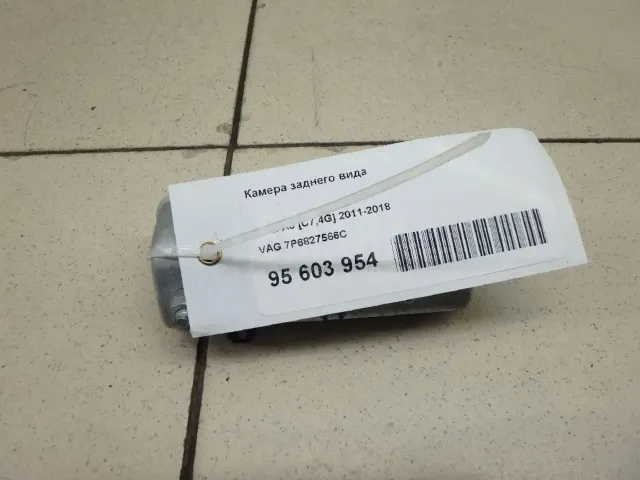 Камера заднего вида
[C7,4G] 2011-2018
VAG 7P6827566C
95 603 954